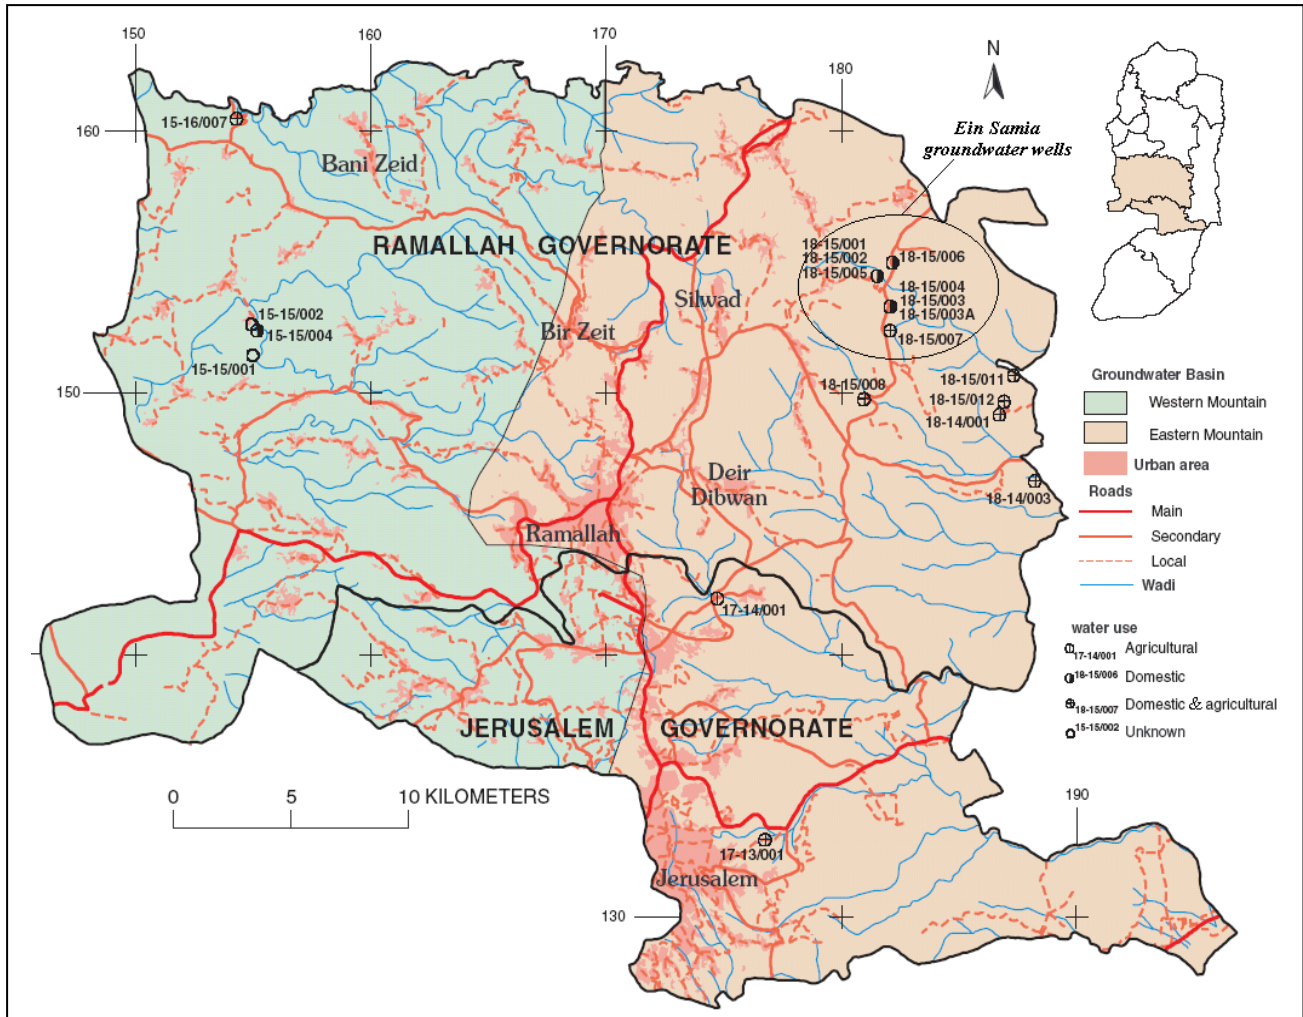 150
160
170
180
N
160
15-16/007
Bani Zeid
Ein Samia
groundwater wells
RAMALLAH GOVERNORATE
18-15/001
18-15/002
18-15/005
18-15/006
18-15/004
18-15/003
18-15/003A
18-15/007
Silwad
Bir Zeit
15-15/002
15-15/004
15-15/001
150
18-15/008
18-15/011
18-15/012
18-14/001
18-14/003
Deir
Dibwan
Ramallah
17-14/001
JERUSALEM GOVERNORATE
0 5 10 KILOMETERS
190
17-13/001
Jerusalem
130
Groundwater Basin
Western Mountain
Eastern Mountain
Urban area
Roads
Main
Secondary
Local
Wadi
water use
17-14/001 Agricultural
18-15/006 Domestic
18-15/007 Domestic & agricultural
15-15/002 Unknown